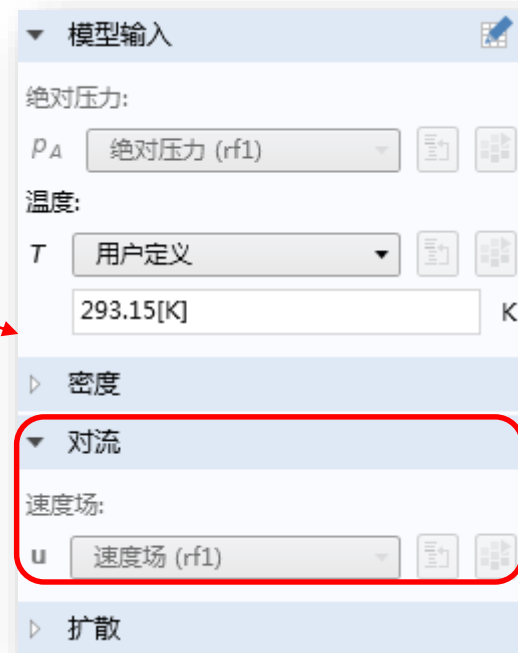 模型输入
绝对压力:
pA 绝对压力 (rf1)
温度:
T 用户定义
293.15[K] K
密度
对流
速度场:
u 速度场 (rf1)
扩散